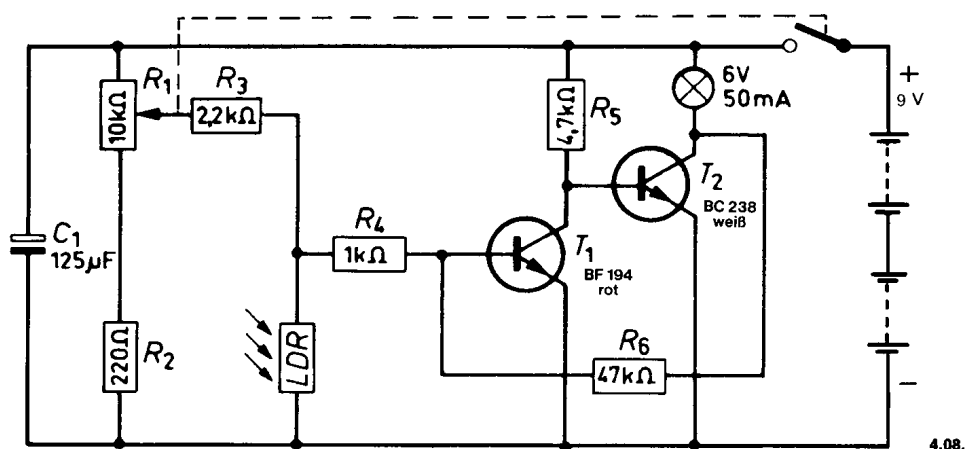 R₁
10kΩ
R₃
2,2kΩ
4,7kΩ
R₅
6V
50mA
+
9 V
T₂
BC 238
weiß
C₁
125µF
R₄
1kΩ
T₁
BF 194
rot
220Ω
R₂
LDR
R₆
47kΩ
−
4.08.